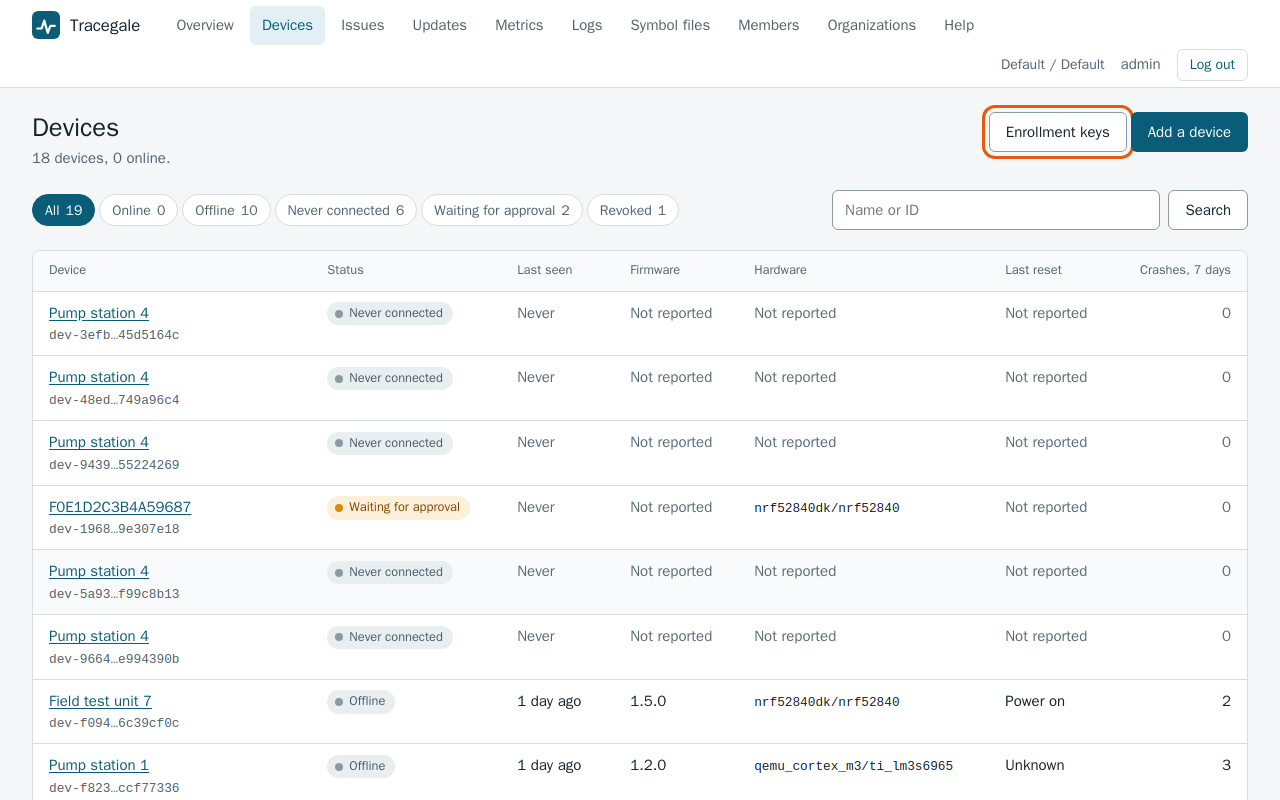 Tracegale
Overview Devices Issues Updates Metrics Logs Symbol files Members Organizations Help
Default / Default admin Log out
Devices
18 devices, 0 online.
Enrollment keys Add a device
All 19 Online 0 Offline 10 Never connected 6 Waiting for approval 2 Revoked 1
Name or ID Search
Device Status Last seen Firmware Hardware Last reset Crashes, 7 days
Pump station 4 Never connected Never Not reported Not reported Not reported 0
dev-3efb…45d5164c
Pump station 4 Never connected Never Not reported Not reported Not reported 0
dev-48ed…749a96c4
Pump station 4 Never connected Never Not reported Not reported Not reported 0
dev-9439…55224269
F0E1D2C3B4A59687 Waiting for approval Never Not reported nrf52840dk/nrf52840 Not reported 0
dev-1968…9e307e18
Pump station 4 Never connected Never Not reported Not reported Not reported 0
dev-5a93…f99c8b13
Pump station 4 Never connected Never Not reported Not reported Not reported 0
dev-9664…e994390b
Field test unit 7 Offline 1 day ago 1.5.0 nrf52840dk/nrf52840 Power on 2
dev-f094…6c39cf0c
Pump station 1 Offline 1 day ago 1.2.0 qemu_cortex_m3/ti_lm3s6965 Unknown 3
dev-f823…ccf77336